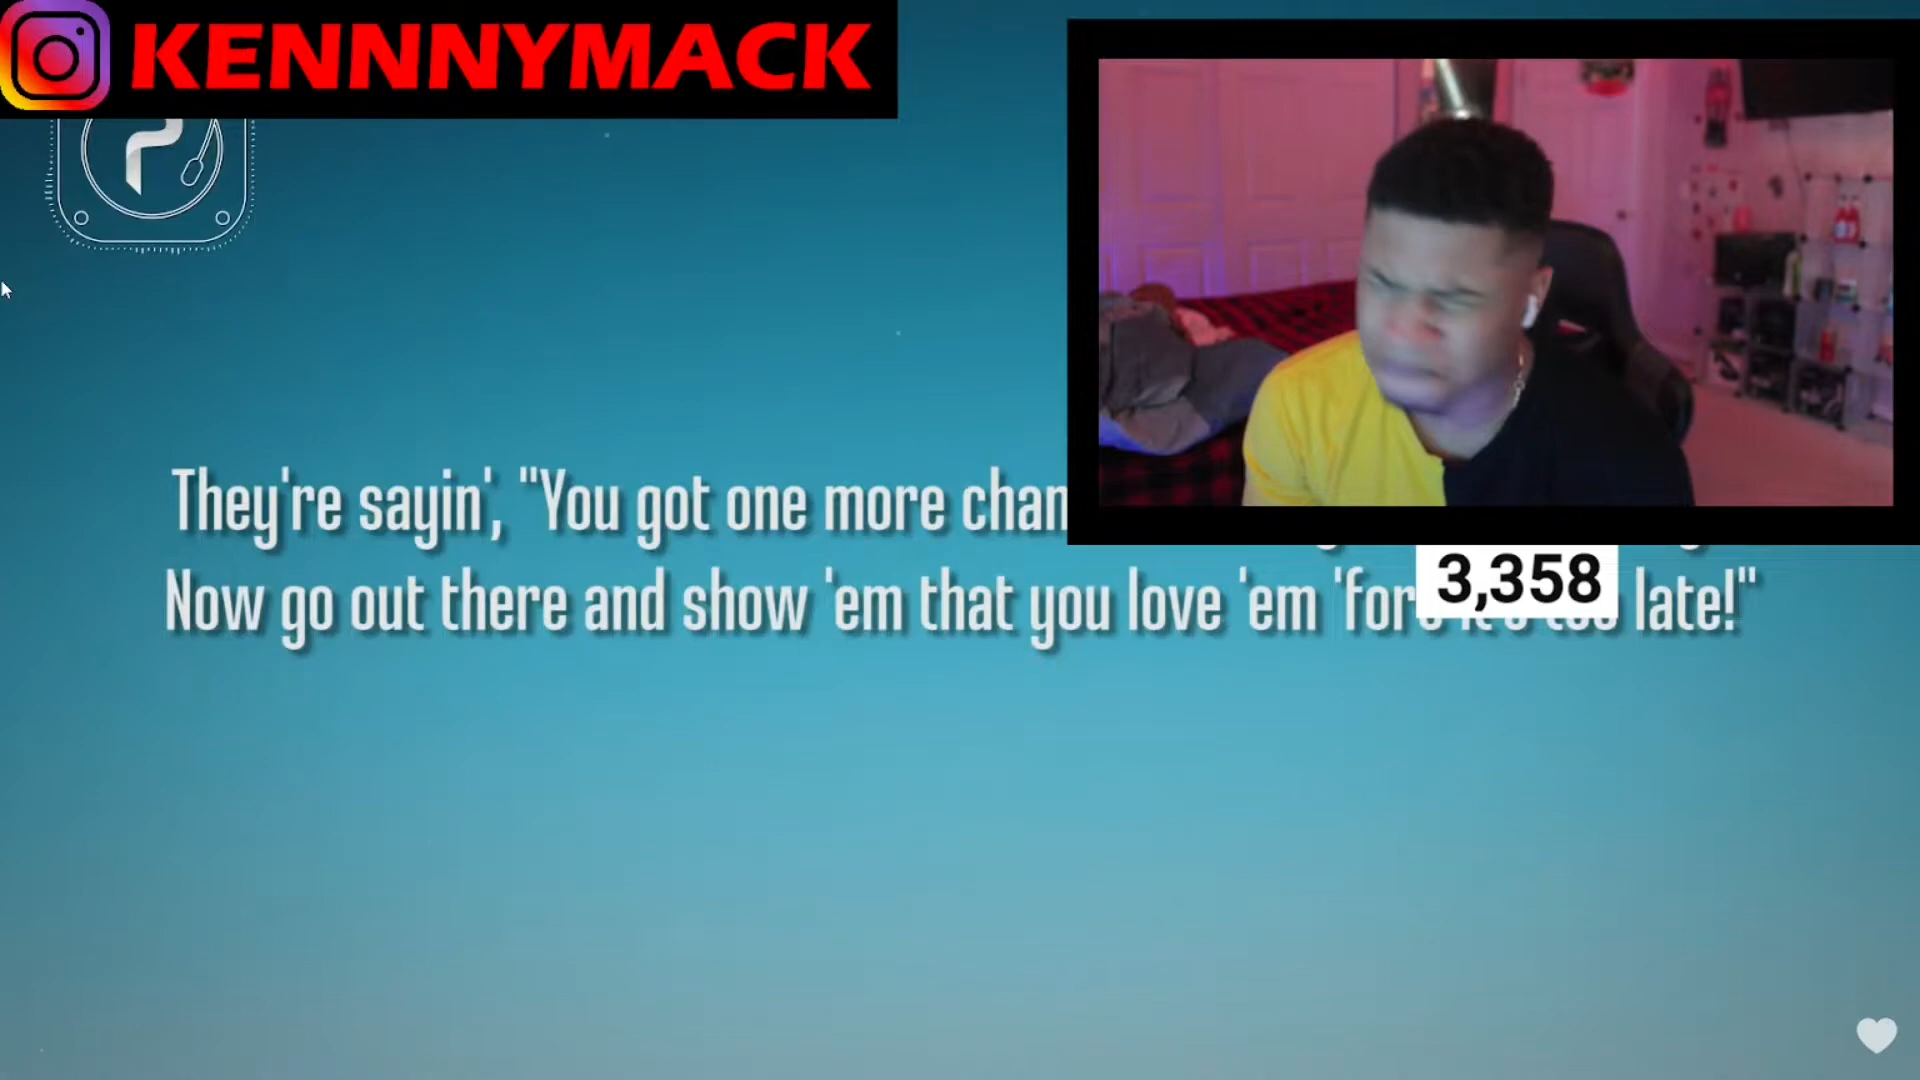 KENNNYMACK
They're sayin', "You got one more chan
Now go out there and show 'em that you love 'em 'for late!"
3,358